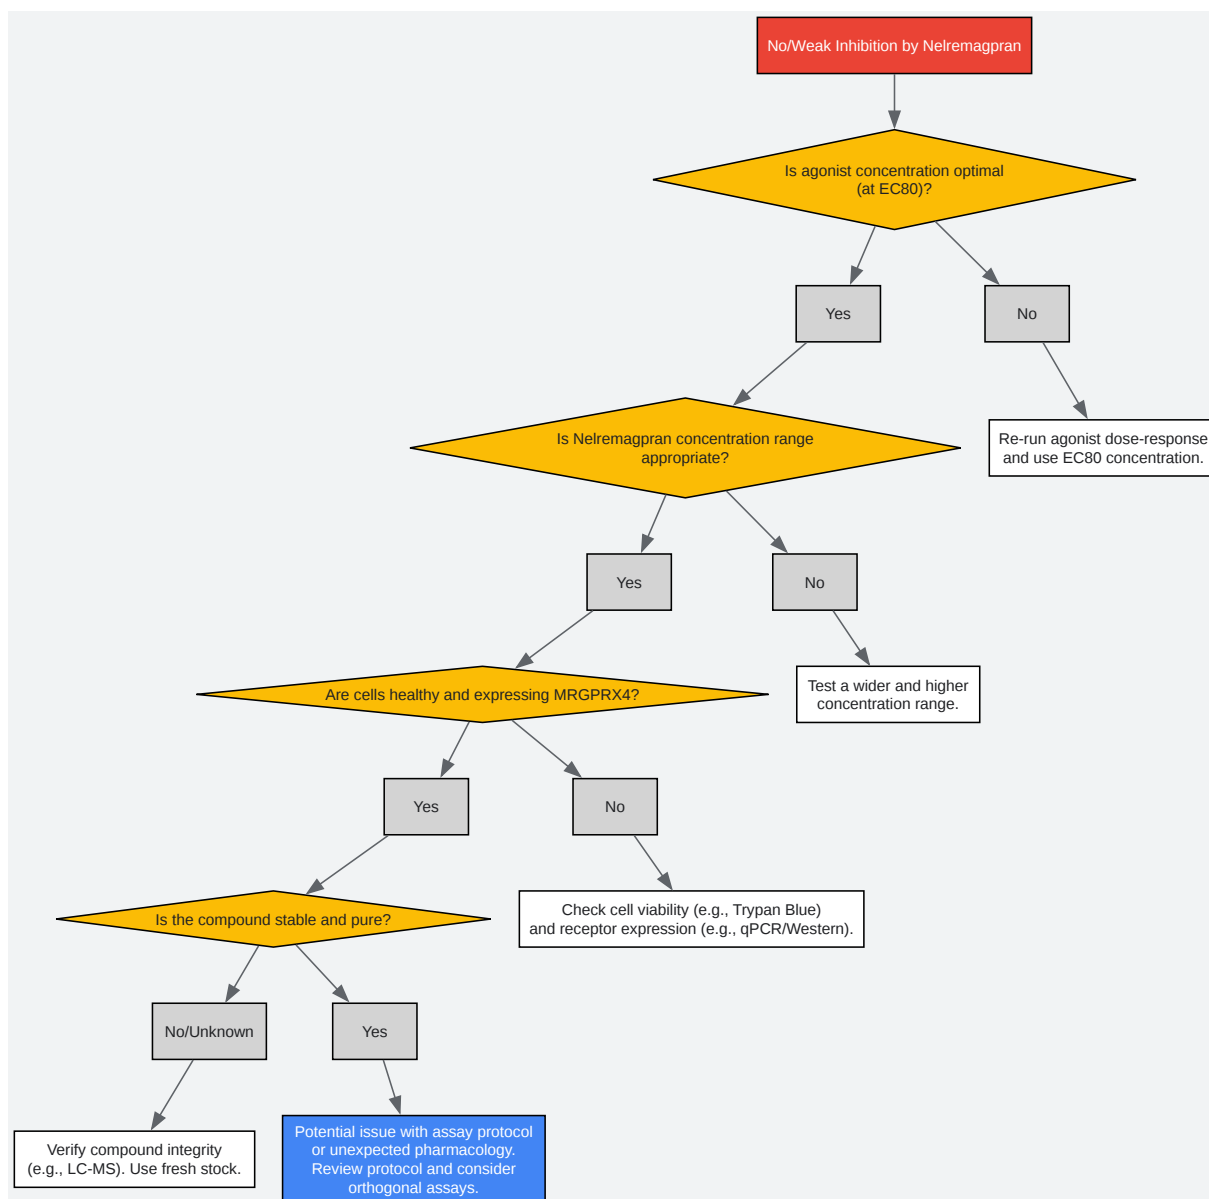 No/Weak Inhibition by Nelremagpran
Is agonist concentration optimal
(at EC80)?
Yes
No
Re-run agonist dose-response
and use EC80 concentration.
Is Nelremagpran concentration range
appropriate?
Yes
No
Test a wider and higher
concentration range.
Are cells healthy and expressing MRGPRX4?
Yes
No
Check cell viability (e.g., Trypan Blue)
and receptor expression (e.g., qPCR/Western).
Is the compound stable and pure?
No/Unknown
Yes
Verify compound integrity
(e.g., LC-MS). Use fresh stock.
Potential issue with assay protocol
or unexpected pharmacology.
Review protocol and consider
orthogonal assays.